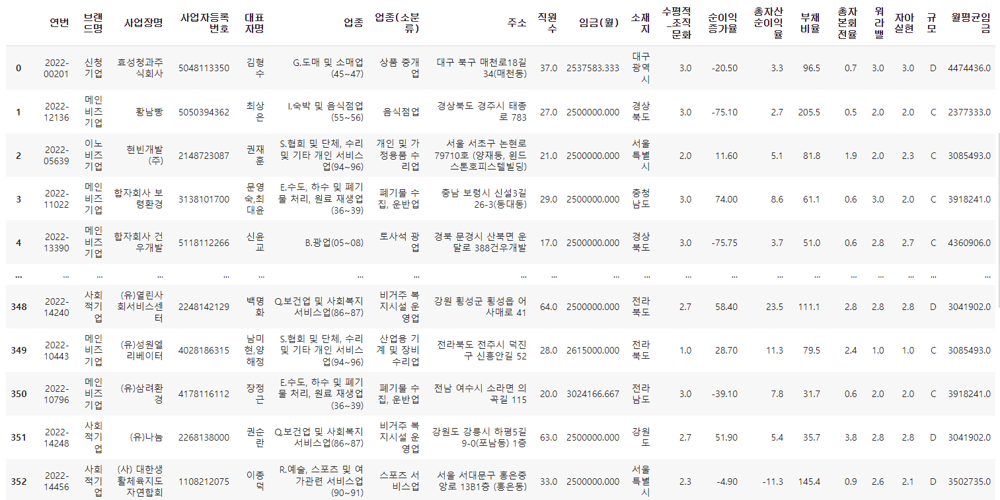 연번 브랜드명 사업장명 사업자등록번호 대표자명 업종 업종(소분류) 주소 직원수 임금(월) 소재지 수평적_조직문화 순이익증가율 총자산순이익율 부채비율 총자본회전율 워라밸 자아실현 규모 월평균임금
0 2022-00201 신청기업 효성청과주식회사 5048113350 김형수 G.도매 및 소매업(45~47) 상품 중개업 대구 북구 매천로18길 34(매천동) 37.0 2537583.333 대구광역시 3.0 -20.50 3.3 96.5 0.7 3.0 3.0 D 4474436.0
1 2022-12136 메인비즈기업 황남빵 5050394362 최상은 I.숙박 및 음식점업(55~56) 음식점업 경상북도 경주시 태종로 783 27.0 2500000.000 경상북도 3.0 -75.10 2.7 205.5 0.5 2.0 2.0 C 2377333.0
2 2022-05639 이노비즈기업 현빈개발(주) 2148723087 권재훈 S.협회 및 단체, 수리 및 기타 개인 서비스업(94~96) 개인 및 가정용품 수리업 서울 서초구 논현로 79710호 (양재동, 윈드스톤호피스텔빌딩) 21.0 2500000.000 서울특별시 2.0 11.60 5.1 81.8 1.9 2.0 2.3 C 3085493.0
3 2022-11022 메인비즈기업 합자회사 보령환경 3138101700 문영숙,최대윤 E.수도, 하수 및 폐기물 처리, 원료 재생업(36~39) 폐기물 수집, 운반업 충남 보령시 신설3길 26-3(동대동) 29.0 2500000.000 충청남도 3.0 74.00 8.6 61.1 0.6 3.0 2.0 C 3918241.0
4 2022-13390 메인비즈기업 합자회사 건우개발 5118112266 신윤교 B.광업(05~08) 토사석 광업 경북 문경시 산북면 운달로 388건우개발 17.0 2500000.000 경상북도 3.0 -75.75 3.7 51.0 0.6 2.8 2.7 C 4360906.0
... ... ... ... ... ... ... ... ... ... ... ... ... ... ... ... ... ... ... ... ...
348 2022-14240 사회적기업 (유)열린사회서비스센터 2248142129 백명화 Q.보건업 및 사회복지 서비스업(86~87) 비거주 복지시설 운영업 강원 횡성군 횡성읍 어사매로 41 64.0 2500000.000 전라북도 2.7 58.40 23.5 111.1 2.8 2.8 2.8 D 3041902.0
349 2022-10443 메인비즈기업 (유)성원엘리베이터 4028186315 남미현,양해정 S.협회 및 단체, 수리 및 기타 개인 서비스업(94~96) 산업용 기계 및 장비 수리업 전라북도 전주시 덕진구 신흥안길 52 28.0 2615000.000 전라북도 1.0 28.70 11.3 79.5 2.4 1.0 1.0 C 3085493.0
350 2022-10796 메인비즈기업 (유)삼려환경 4178116112 장정근 E.수도, 하수 및 폐기물 처리, 원료 재생업(36~39) 폐기물 수집, 운반업 전남 여수시 소라면 의곡길 115 20.0 3024166.667 전라남도 3.0 -39.10 7.8 31.7 0.6 2.0 2.0 C 3918241.0
351 2022-14248 사회적기업 (유)나눔 2268138000 권순란 Q.보건업 및 사회복지 서비스업(86~87) 비거주 복지시설 운영업 강원도 강릉시 하평5길 9-0(포남동) 1층 63.0 2500000.000 강원도 2.7 51.90 5.4 35.7 3.8 2.8 2.8 D 3041902.0
352 2022-14456 사회적기업 (사) 대한생활체육지도자연합회 1108212075 이종덕 R.예술, 스포츠 및 여가관련 서비스업(90~91) 스포츠 서비스업 서울 서대문구 홍은중앙로 13B1층 (홍은동) 33.0 2500000.000 서울특별시 2.3 -4.90 -11.3 145.4 0.9 2.6 2.1 D 3502735.0